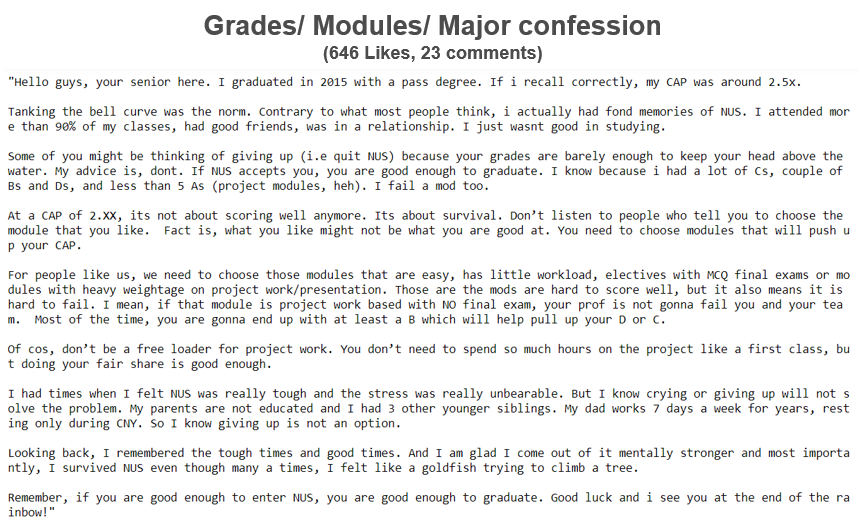 Grades/ Modules/ Major confession
(646 Likes, 23 comments)
"Hello guys, your senior here. I graduated in 2015 with a pass degree. If i recall correctly, my CAP was around 2.5x.
Tanking the bell curve was the norm. Contrary to what most people think, i actually had fond memories of NUS. I attended mor
e than 90% of my classes, had good friends, was in a relationship. I just wasnt good in studying.
Some of you might be thinking of giving up (i.e quit NUS) because your grades are barely enough to keep your head above the
water. My advice is, dont. If NUS accepts you, you are good enough to graduate. I know because i had a lot of Cs, couple of
Bs and Ds, and less than 5 As (project modules, heh). I fail a mod too.
At a CAP of 2.XX, its not about scoring well anymore. Its about survival. Don’t listen to people who tell you to choose the
module that you like.  Fact is, what you like might not be what you are good at. You need to choose modules that will push u
p your CAP.
For people like us, we need to choose those modules that are easy, has little workload, electives with MCQ final exams or mo
dules with heavy weightage on project work/presentation. Those are the mods are hard to score well, but it also means it is
hard to fail. I mean, if that module is project work based with NO final exam, your prof is not gonna fail you and your tea
m.  Most of the time, you are gonna end up with at least a B which will help pull up your D or C.
Of cos, don’t be a free loader for project work. You don’t need to spend so much hours on the project like a first class, bu
t doing your fair share is good enough.
I had times when I felt NUS was really tough and the stress was really unbearable. But I know crying or giving up will not s
olve the problem. My parents are not educated and I had 3 other younger siblings. My dad works 7 days a week for years, rest
ing only during CNY. So I know giving up is not an option.
Looking back, I remembered the tough times and good times. And I am glad I come out of it mentally stronger and most importa
ntly, I survived NUS even though many a times, I felt like a goldfish trying to climb a tree.
Remember, if you are good enough to enter NUS, you are good enough to graduate. Good luck and i see you at the end of the ra
inbow!"